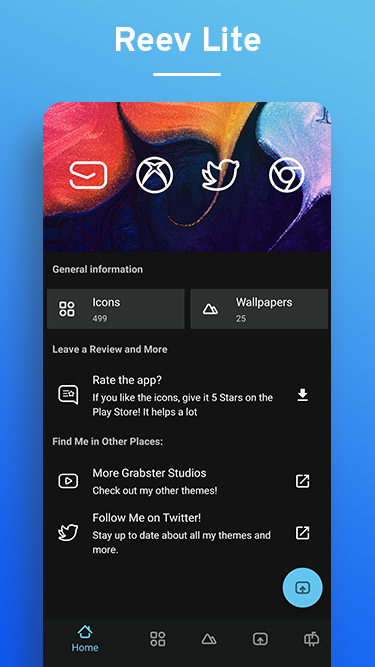 Reev Lite
General information
Icons
499
Wallpapers
25
Leave a Review and More
Rate the app?
If you like the icons, give it 5 Stars on the
Play Store! It helps a lot
Find Me in Other Places:
More Grabster Studios
Check out my other themes!
Follow Me on Twitter!
Stay up to date about all my themes and
more.
Home